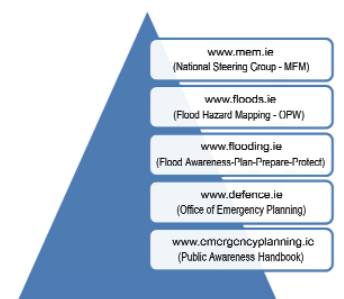 www.mem.ie
(National Steering Group - MFM)
www.floods.ie
(Flood Hazard Mapping - OPW)
www.flooding.ie
(Flood Awareness-Plan-Prepare-Protect)
www.defence.ie
(Office of Emergency Planning)
www.emergencyplanning.ie
(Public Awareness Handbook)